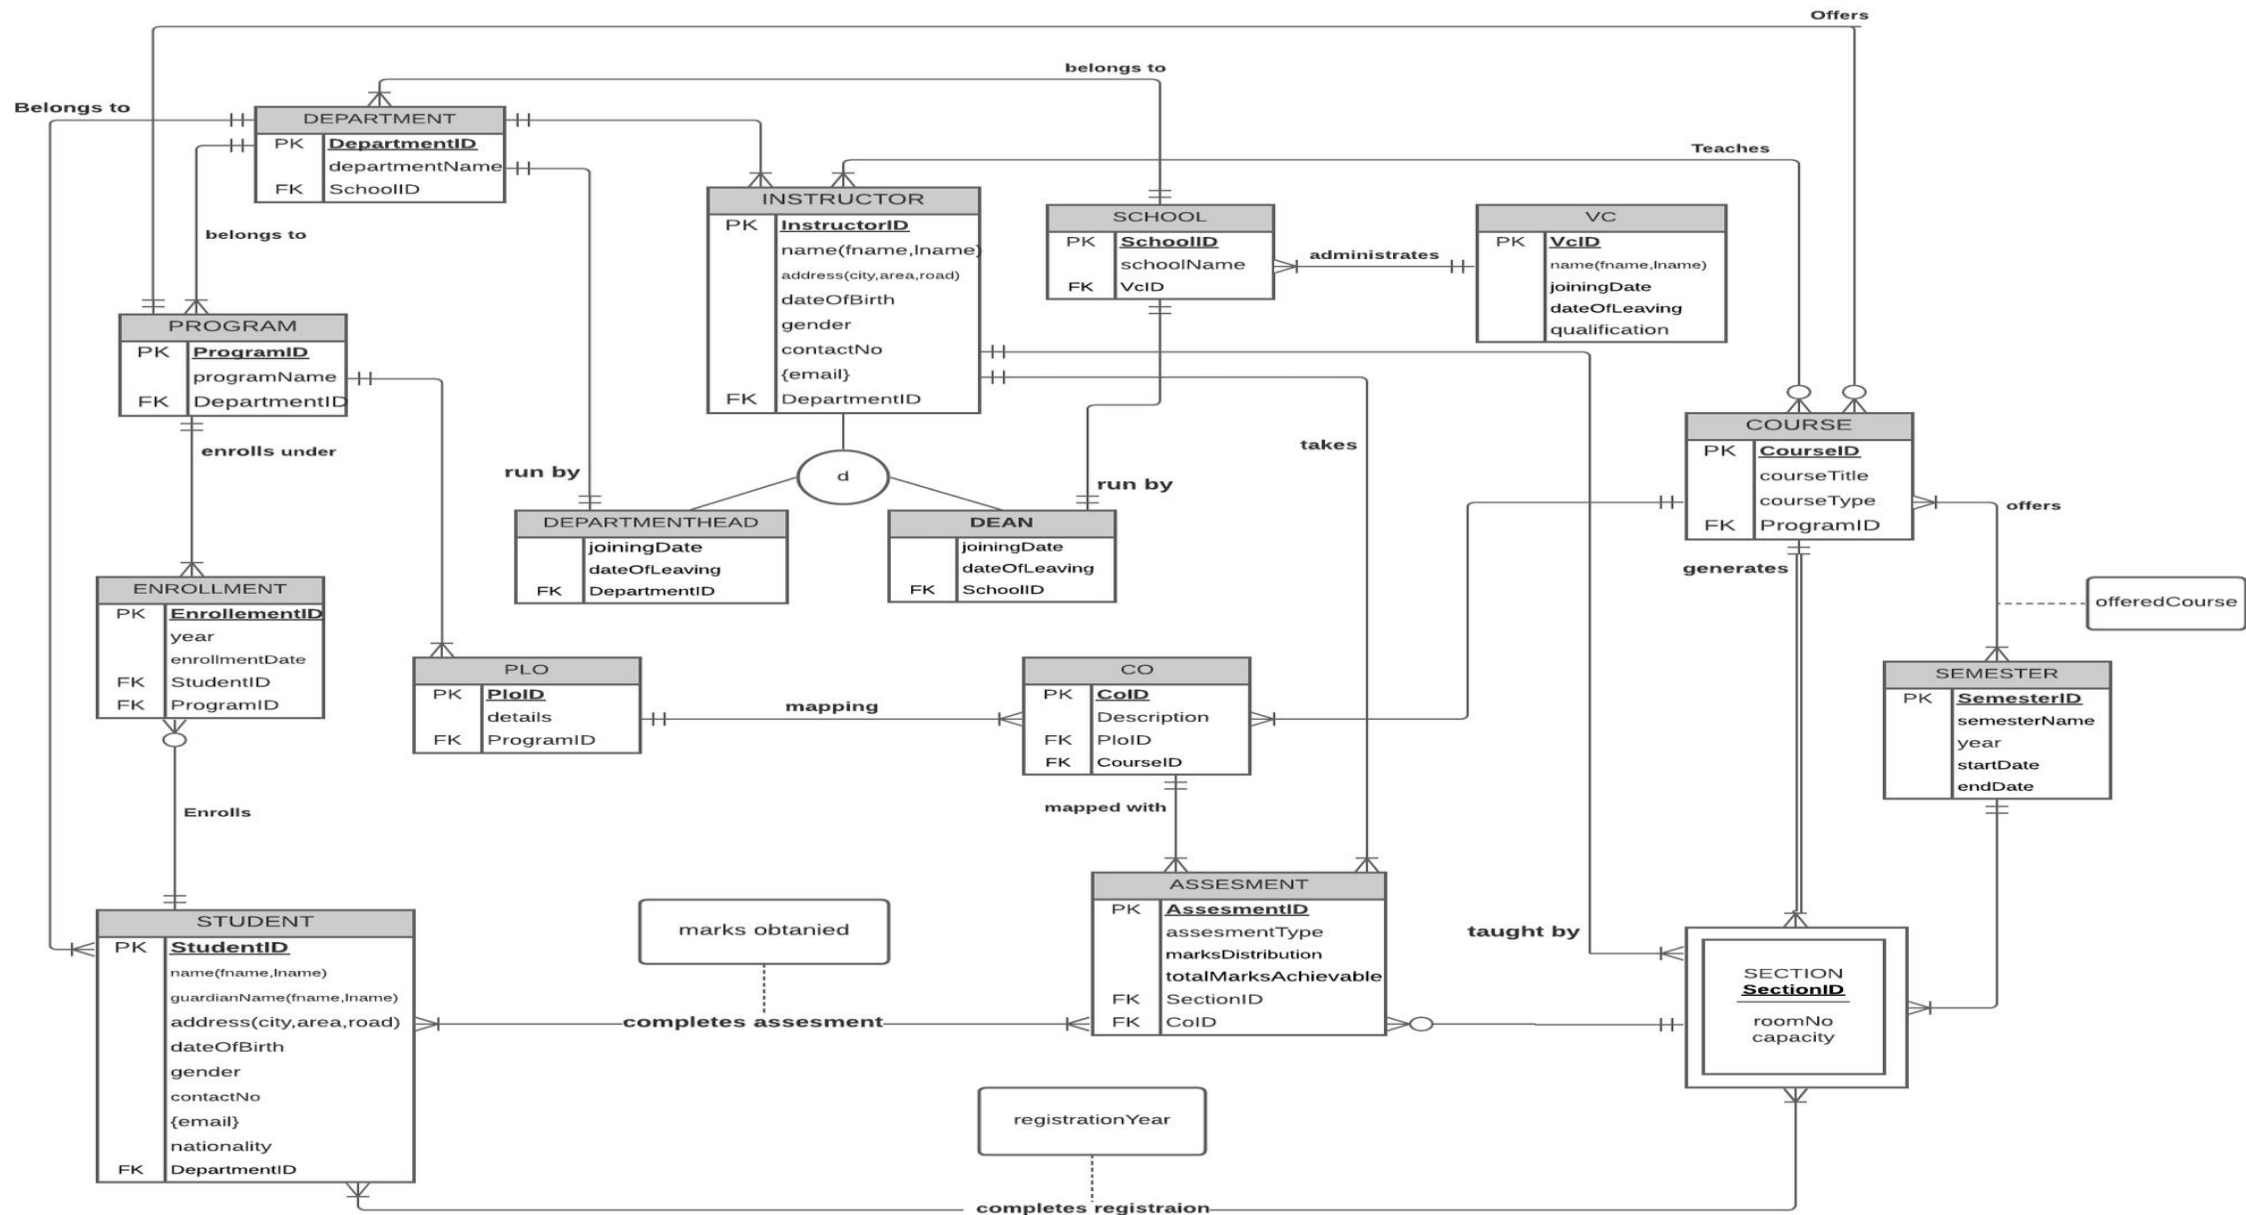 Offers
belongs to
Belongs to
DEPARTMENT
PK DepartmentID
departmentName
FK SchoolID
Teaches
INSTRUCTOR
PK InstructorID
name(fname,lname)
address(city,area,road)
dateOfBirth
gender
contactNo
{email}
FK DepartmentID
SCHOOL
PK SchoolID
schoolName
FK VcID
administrates
VC
PK VcID
name(fname,lname)
joiningDate
dateOfLeaving
qualification
belongs to
PROGRAM
PK ProgramID
programName
FK DepartmentID
enrolls under
run by
d
run by
takes
COURSE
PK CourseID
courseTitle
courseType
FK ProgramID
offers
generates
offeredCourse
DEPARTMENTHEAD
joiningDate
dateOfLeaving
FK DepartmentID
DEAN
joiningDate
dateOfLeaving
FK SchoolID
ENROLLMENT
PK EnrollementID
year
enrollmentDate
FK StudentID
FK ProgramID
PLO
PK PloID
details
FK ProgramID
mapping
CO
PK CoID
Description
FK PloID
FK CourseID
SEMESTER
PK SemesterID
semesterName
year
startDate
endDate
Enrolls
mapped with
STUDENT
PK StudentID
name(fname,lname)
guardianName(fname,lname)
address(city,area,road)
dateOfBirth
gender
contactNo
{email}
nationality
FK DepartmentID
marks obtanied
completes assesment
ASSESMENT
PK AssesmentID
assesmentType
marksDistribution
totalMarksAchievable
FK SectionID
FK CoID
taught by
SECTION
SectionID
roomNo
capacity
registrationYear
completes registraion